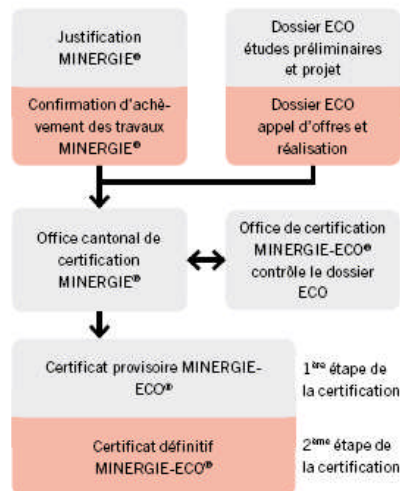 Justification
MINERGIE®
Dossier ECO
études préliminaires
et projet
Confirmation d'achè-
vement des travaux
MINERGIE®
Dossier ECO
appel d'offres et
réalisation
Office cantonal de
certification
MINERGIE®
Office de certification
MINERGIE-ECO®
contrôle le dossier
ECO
Certificat provisoire MINERGIE-
ECO®
1ère étape de
la certification
Certificat définitif
MINERGIE-ECO®
2ème étape de
la certification